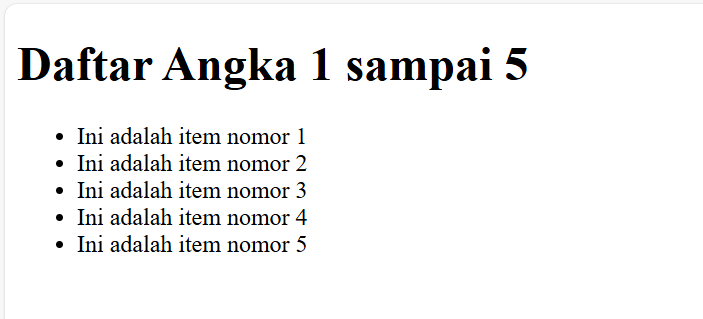 Daftar Angka 1 sampai 5
• Ini adalah item nomor 1
• Ini adalah item nomor 2
• Ini adalah item nomor 3
• Ini adalah item nomor 4
• Ini adalah item nomor 5